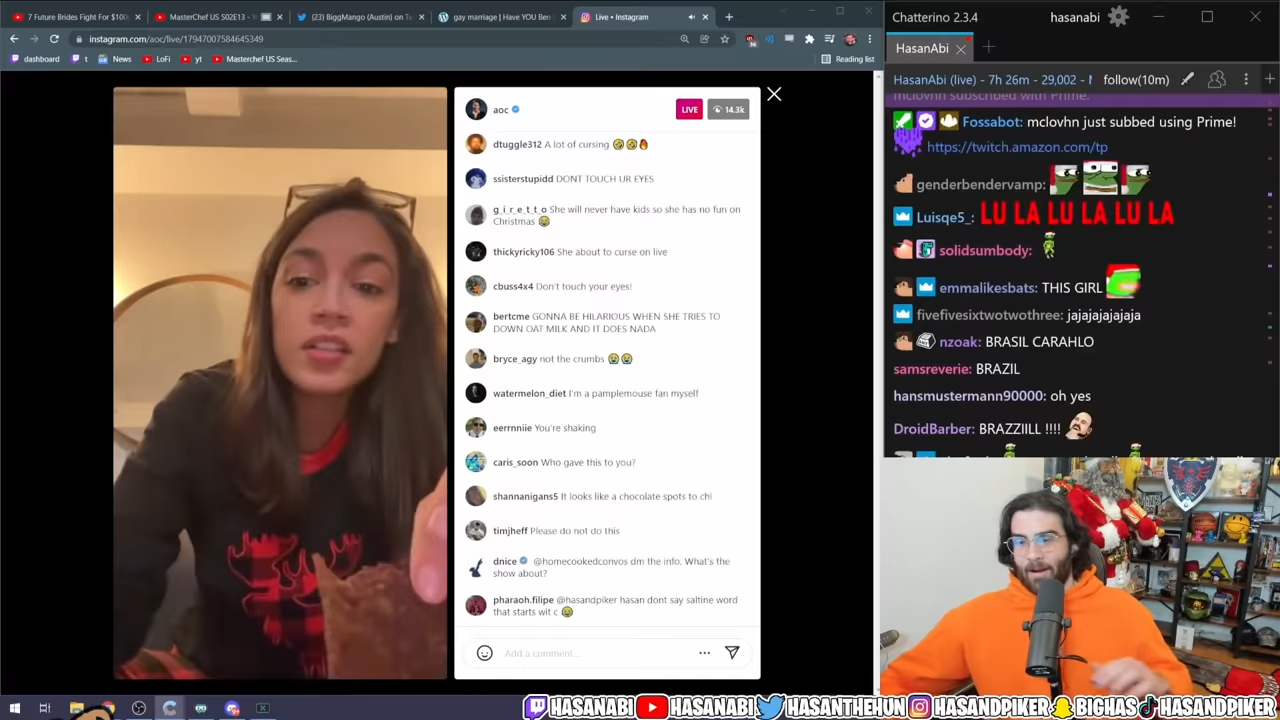 7 Future Brides Fight For $100
MasterChef US S02E13 -
(23) BiggMango (Austin) on Tw
gay marriage | Have YOU Ben
Live • Instagram
instagram.com/aoc/live/17947007584645349
dashboard
t
News
LoFi
yt
Masterchef US Seas...
Reading list
aoc
LIVE
14.3k
dtuggle312 A lot of cursing
ssisterstupidd DONT TOUCH UR EYES
g_i_r_e_t_t_o She will never have kids so she has no fun on
Christmas
thickyricky106 She about to curse on live
cbuss4x4 Don't touch your eyes!
bertcme GONNA BE HILARIOUS WHEN SHE TRIES TO
DOWN OAT MILK AND IT DOES NADA
bryce_agy not the crumbs
watermelon_diet I'm a pamplemouse fan myself
eerrnniie You're shaking
caris_soon Who gave this to you?
shannanigans5 It looks like a chocolate spots to chi
timjheff Please do not do this
dnice @homecookedconvos dm the info. What's the
show about?
pharaoh.filipe @hasandpiker hasan dont say saltine word
that starts wit c
Add a comment...
Chatterino 2.3.4
hasanabi
HasanAbi
HasanAbi (live) - 7h 26m - 29,002 -
follow(10m)
mclovhn subscribed with Prime.
Fossabot: mclovhn just subbed using Prime!
https://twitch.amazon.com/tp
genderbendervamp:
Luisqe5_: LU LA LU LA LU LA
solidsumbody:
emmalikesbats: THIS GIRL
fivefivesixtwotwothree: jajajajajaja
nzoak: BRASIL CARAHLO
samsreverie: BRAZIL
hansmustermann90000: oh yes
DroidBarber: BRAZZIILL !!!!
HASANABI
HASANABI
HASANTHEHUN
HASANDPIKER
BIGHAS
HASANDPIKER